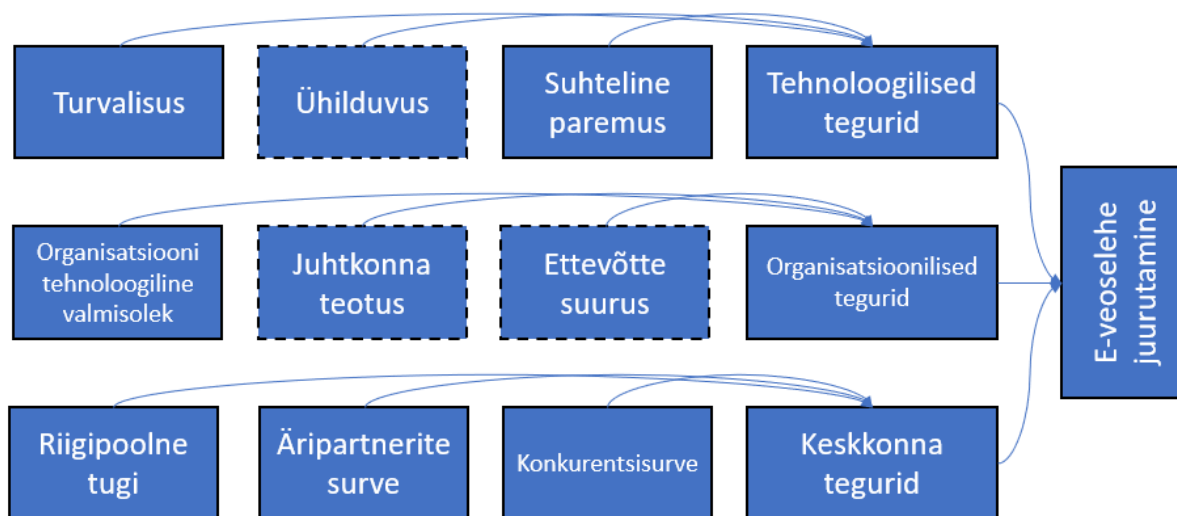 Turvalisus
Ühilduvus
Suhteline
paremus
Tehnoloogilised
tegurid
Organisatsiooni
tehnoloogiline
valmisolek
Juhtkonna
teotus
Ettevõtte
suurus
Organisatsioonilised
tegurid
E-veoselehe
juurutamine
Riigipoolne
tugi
Äripartnerite
surve
Konkurentsisurve
Keskkonna
tegurid